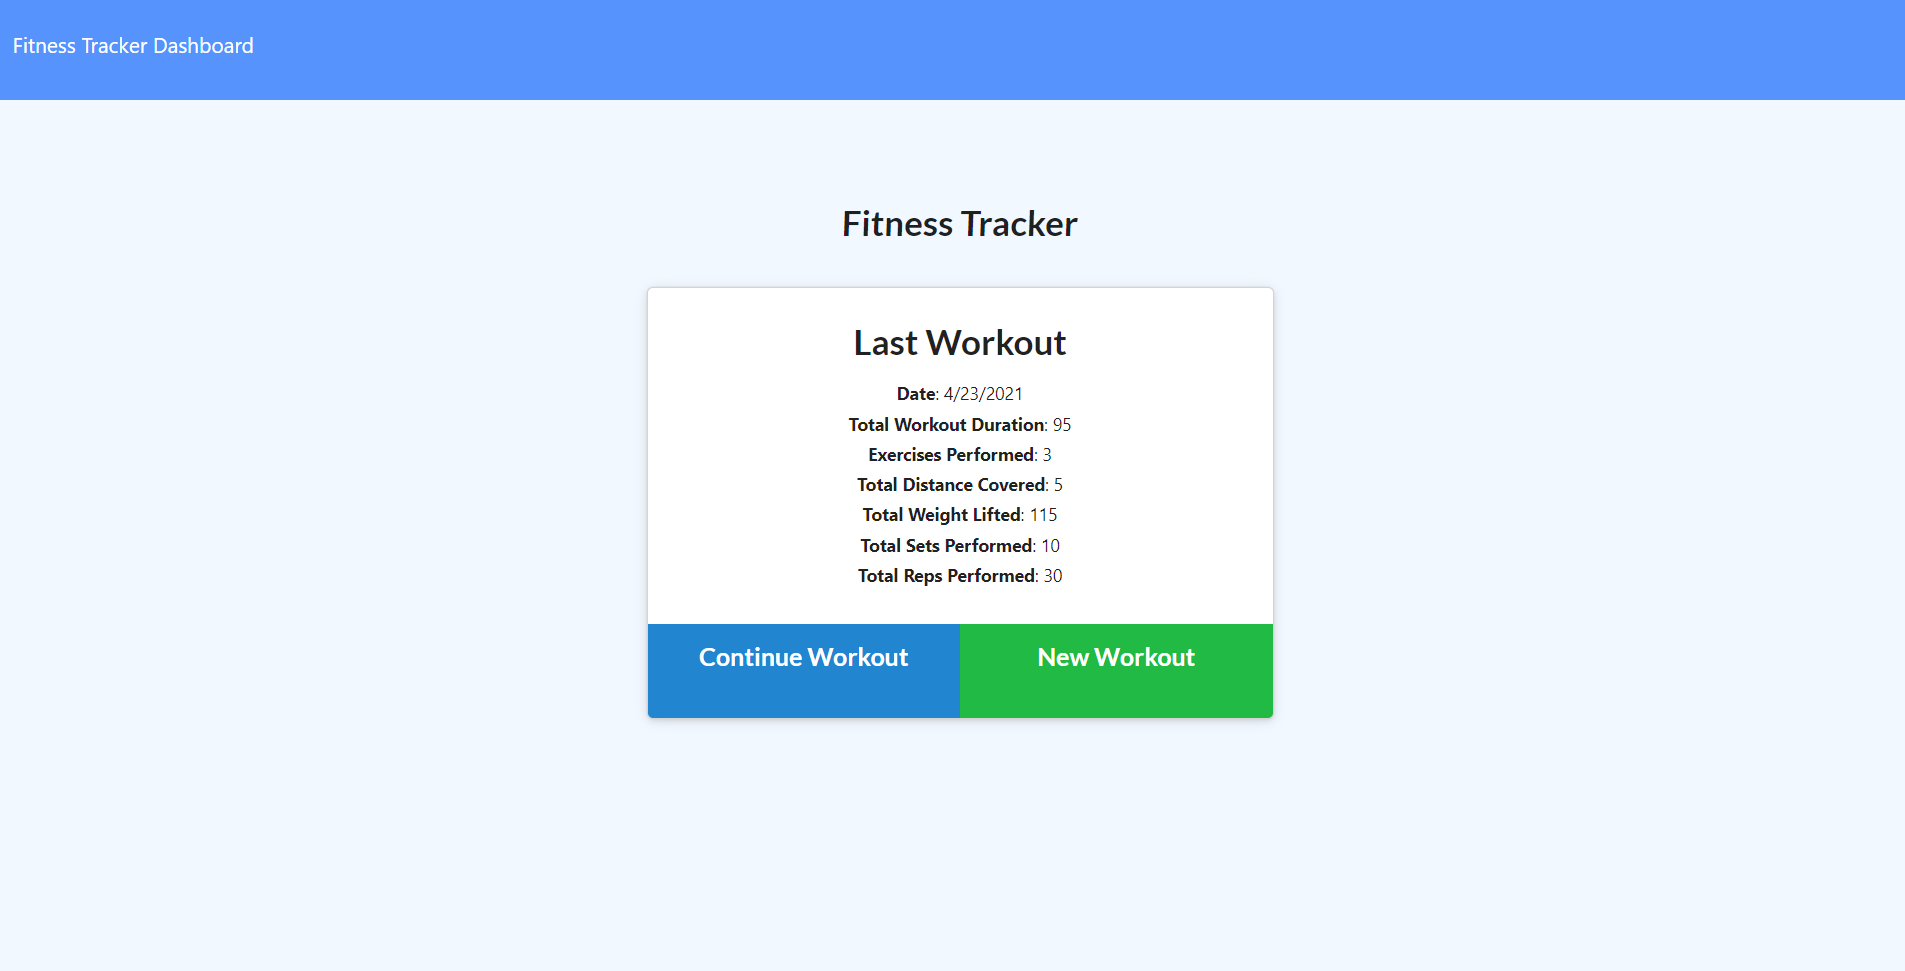 Fitness Tracker Dashboard
Fitness Tracker
Last Workout
Date: 4/23/2021
Total Workout Duration: 95
Exercises Performed: 3
Total Distance Covered: 5
Total Weight Lifted: 115
Total Sets Performed: 10
Total Reps Performed: 30
Continue Workout
New Workout